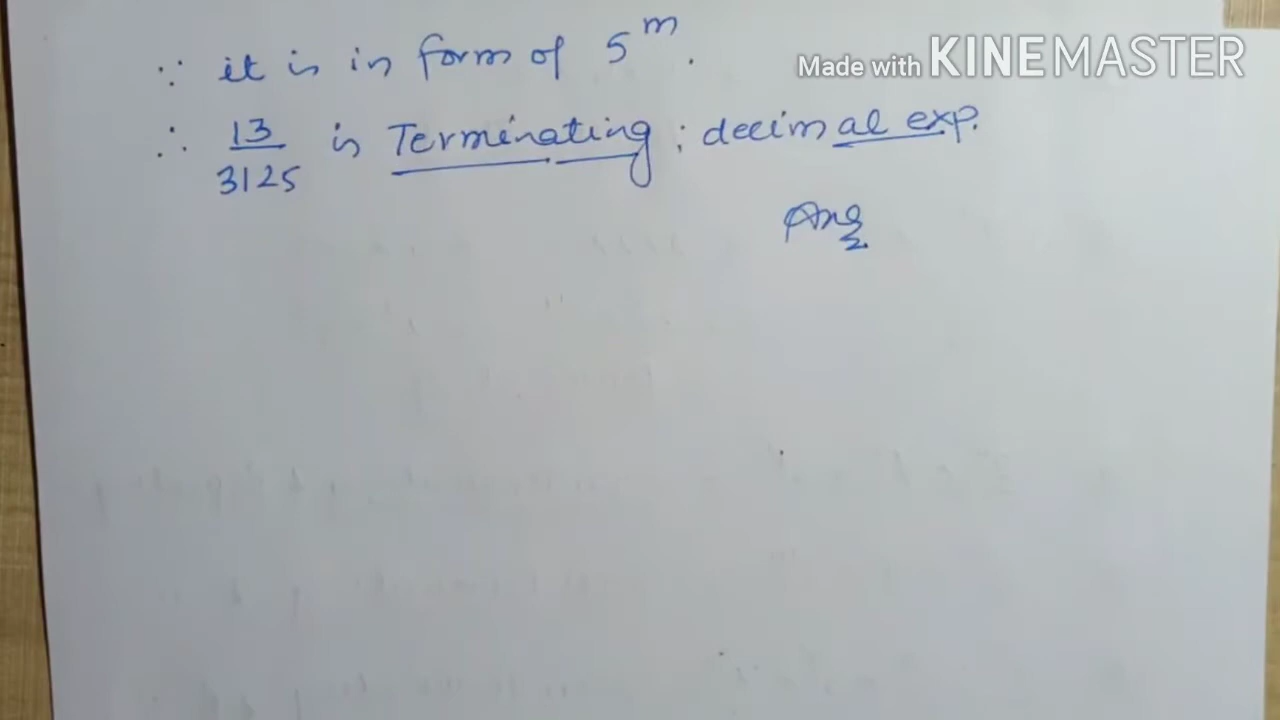 ∵ it is in form of 5^m.
Made with KINEMASTER
∴ 13/3125 is Terminating ; decimal exp.
Ans